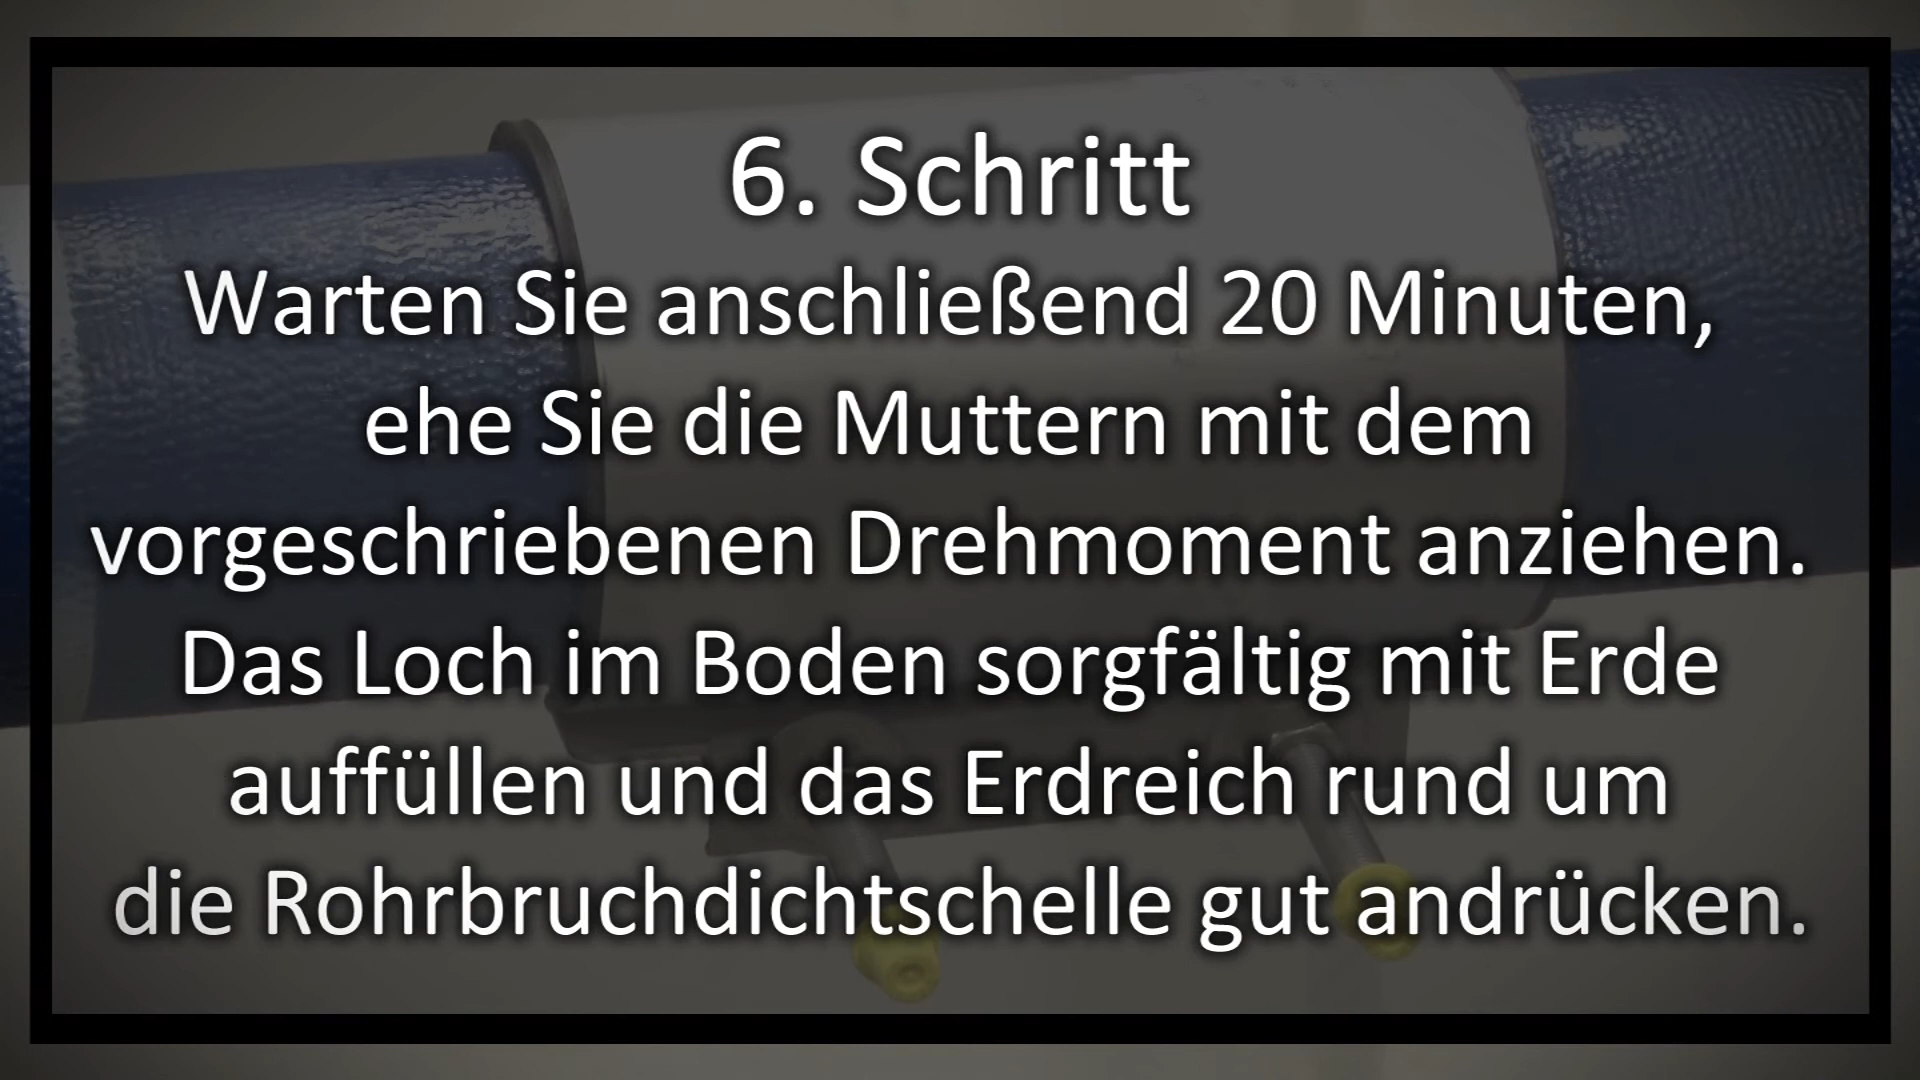 6. Schritt
Warten Sie anschließend 20 Minuten,
ehe Sie die Muttern mit dem
vorgeschriebenen Drehmoment anziehen.
Das Loch im Boden sorgfältig mit Erde
auffüllen und das Erdreich rund um
die Rohrbruchdichtschelle gut andrücken.